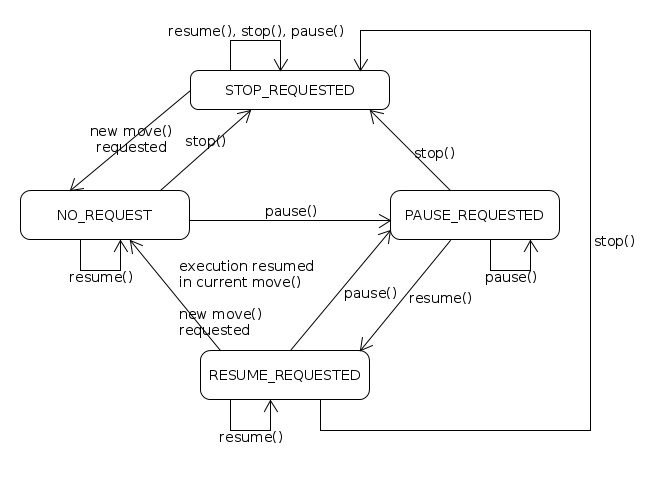 resume(), stop(), pause()
STOP_REQUESTED
new move()
requested
stop()
stop()
NO_REQUEST
pause()
PAUSE_REQUESTED
stop()
resume()
execution resumed
in current move()
pause()
resume()
pause()
new move()
requested
RESUME_REQUESTED
resume()